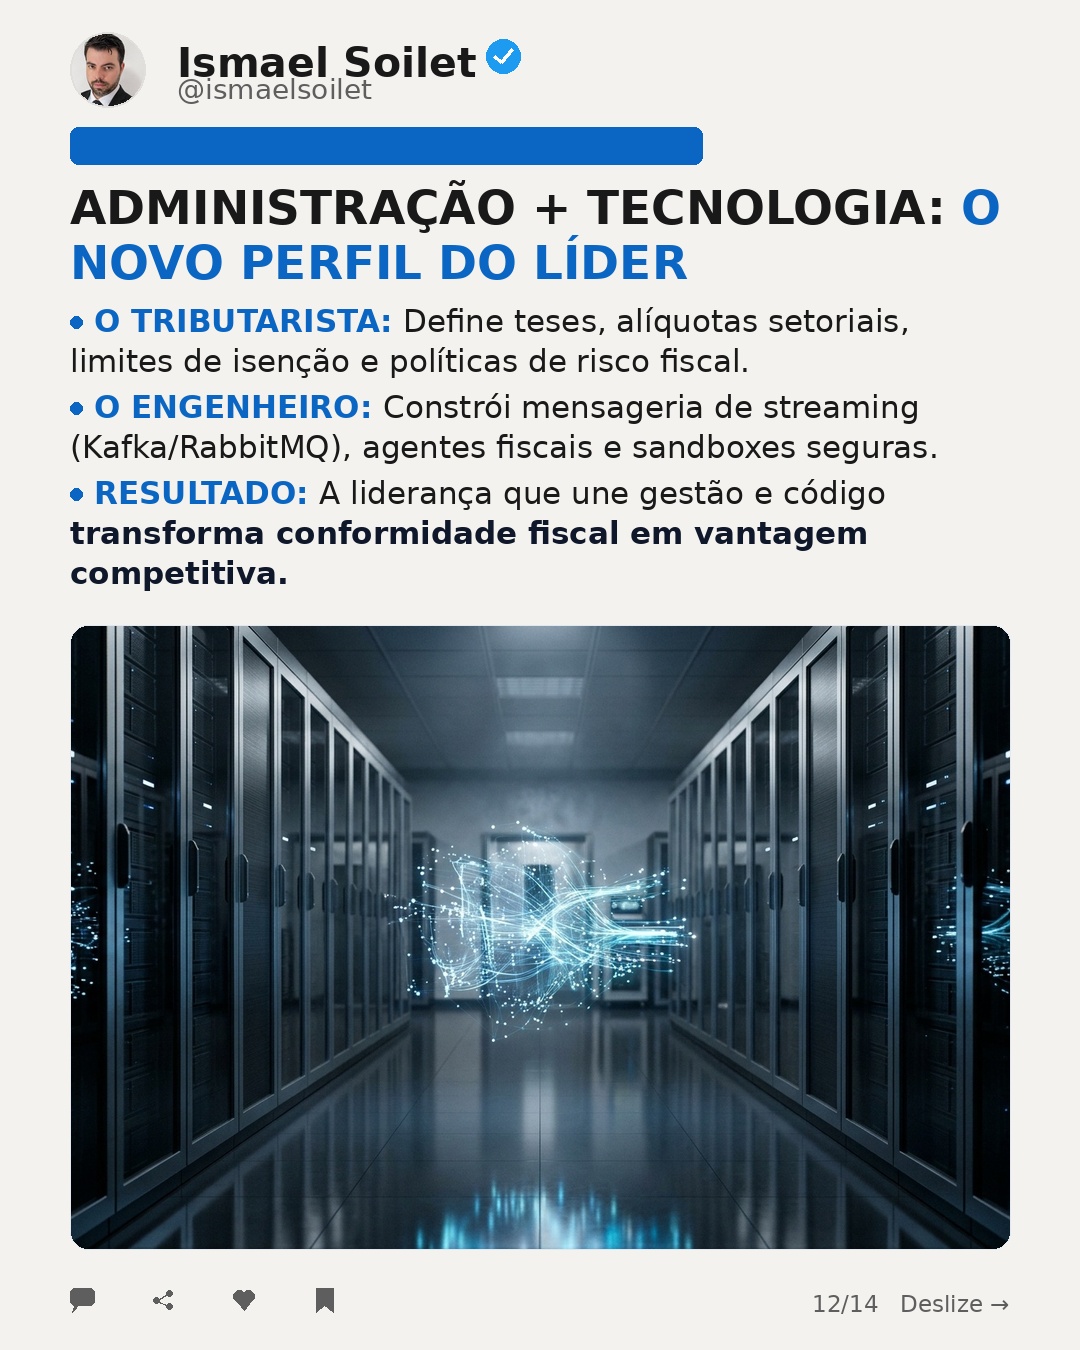 Ismael Soilet
@ismaelsoilet
ADMINISTRAÇÃO + TECNOLOGIA: O
NOVO PERFIL DO LÍDER
• O TRIBUTARISTA: Define teses, alíquotas setoriais,
limites de isenção e políticas de risco fiscal.
• O ENGENHEIRO: Constrói mensageria de streaming
(Kafka/RabbitMQ), agentes fiscais e sandboxes seguras.
• RESULTADO: A liderança que une gestão e código
transforma conformidade fiscal em vantagem
competitiva.
12/14 Deslize →